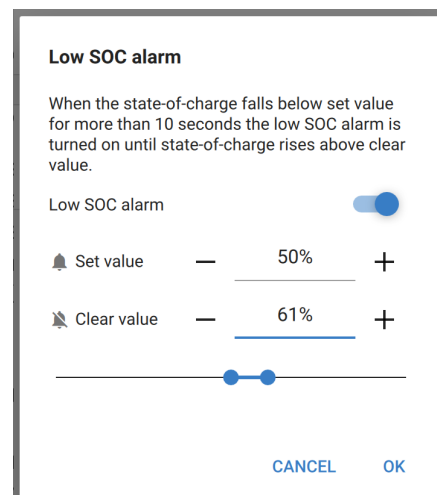 Low SOC alarm
When the state-of-charge falls below set value
for more than 10 seconds the low SOC alarm is
turned on until state-of-charge rises above clear
value.
Low SOC alarm
Set value — 50% +
Clear value — 61% +
CANCEL OK